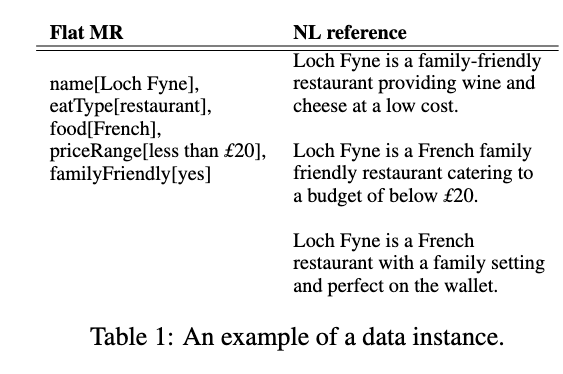 Flat MR
NL reference
name[Loch Fyne],
eatType[restaurant],
food[French],
priceRange[less than £20],
familyFriendly[yes]
Loch Fyne is a family-friendly
restaurant providing wine and
cheese at a low cost.
Loch Fyne is a French family
friendly restaurant catering to
a budget of below £20.
Loch Fyne is a French
restaurant with a family setting
and perfect on the wallet.
Table 1: An example of a data instance.